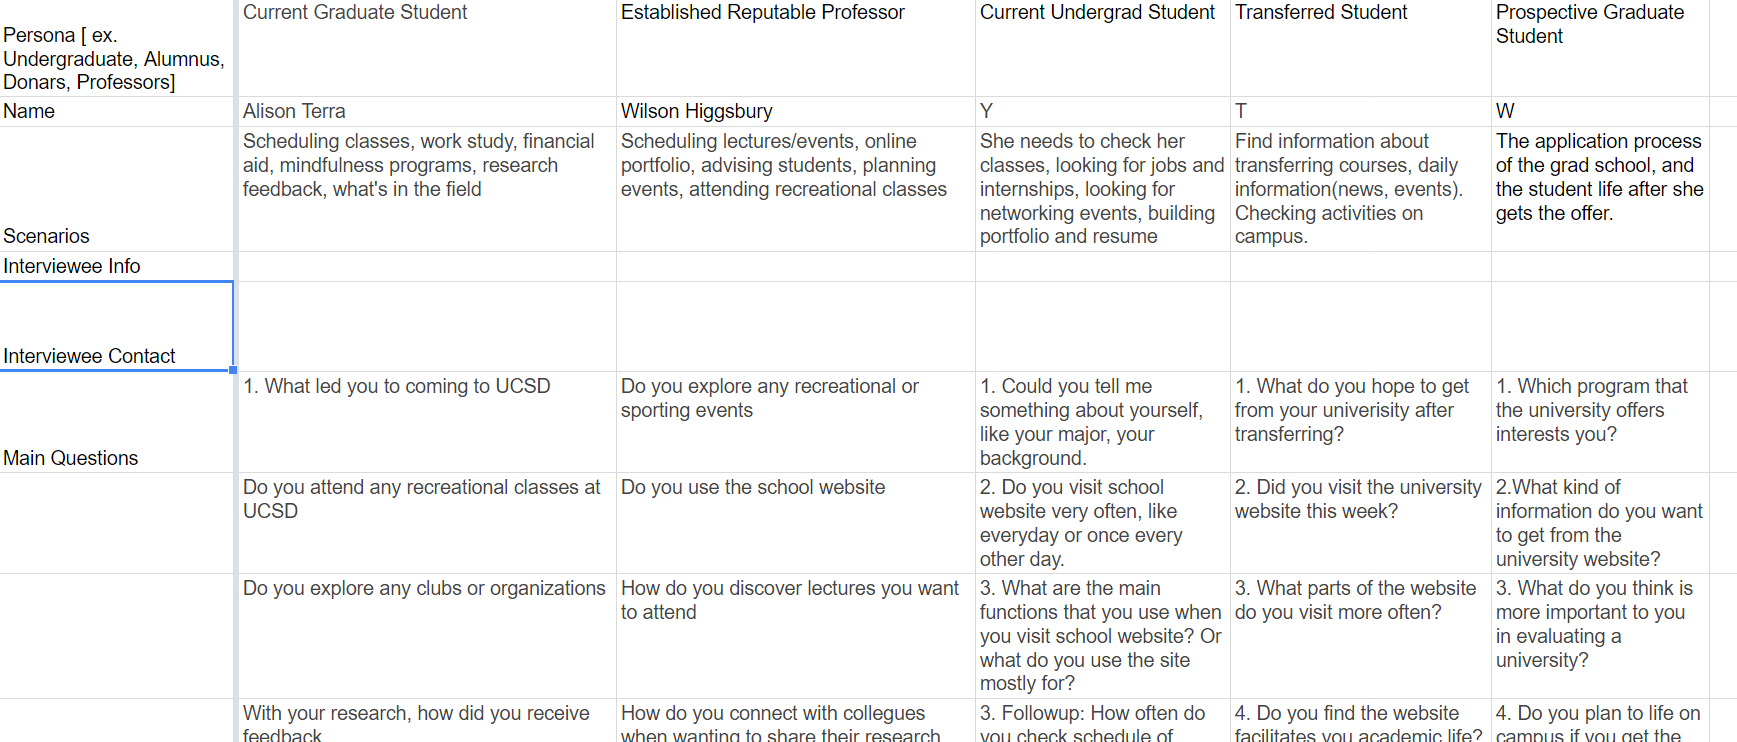 Current Graduate Student
Established Reputable Professor
Current Undergrad Student
Transferred Student
Prospective Graduate
Student
Persona [ ex.
Undergraduate, Alumnus,
Donars, Professors]
Name
Alison Terra
Wilson Higgsbury
Y
T
W
Scheduling classes, work study, financial
aid, mindfulness programs, research
feedback, what's in the field
Scheduling lectures/events, online
portfolio, advising students, planning
events, attending recreational classes
She needs to check her
classes, looking for jobs and
internships, looking for
networking events, building
portfolio and resume
Find information about
transferring courses, daily
information(news, events).
Checking activities on
campus.
The application process
of the grad school, and
the student life after she
gets the offer.
Scenarios
Interviewee Info
Interviewee Contact
Main Questions
1. What led you to coming to UCSD
Do you explore any recreational or
sporting events
1. Could you tell me
something about yourself,
like your major, your
background.
1. What do you hope to get
from your univerisity after
transferring?
1. Which program that
the university offers
interests you?
Do you attend any recreational classes at
UCSD
Do you use the school website
2. Do you visit school
website very often, like
everyday or once every
other day.
2. Did you visit the university
website this week?
2.What kind of
information do you want
to get from the
university website?
Do you explore any clubs or organizations
How do you discover lectures you want
to attend
3. What are the main
functions that you use when
you visit school website? Or
what do you use the site
mostly for?
3. What parts of the website
do you visit more often?
3. What do you think is
more important to you
in evaluating a
university?
With your research, how did you receive
feedback
How do you connect with collegues
when wanting to share their research
3. Followup: How often do
you check schedule of
4. Do you find the website
facilitates you academic life?
4. Do you plan to life on
campus if you get the